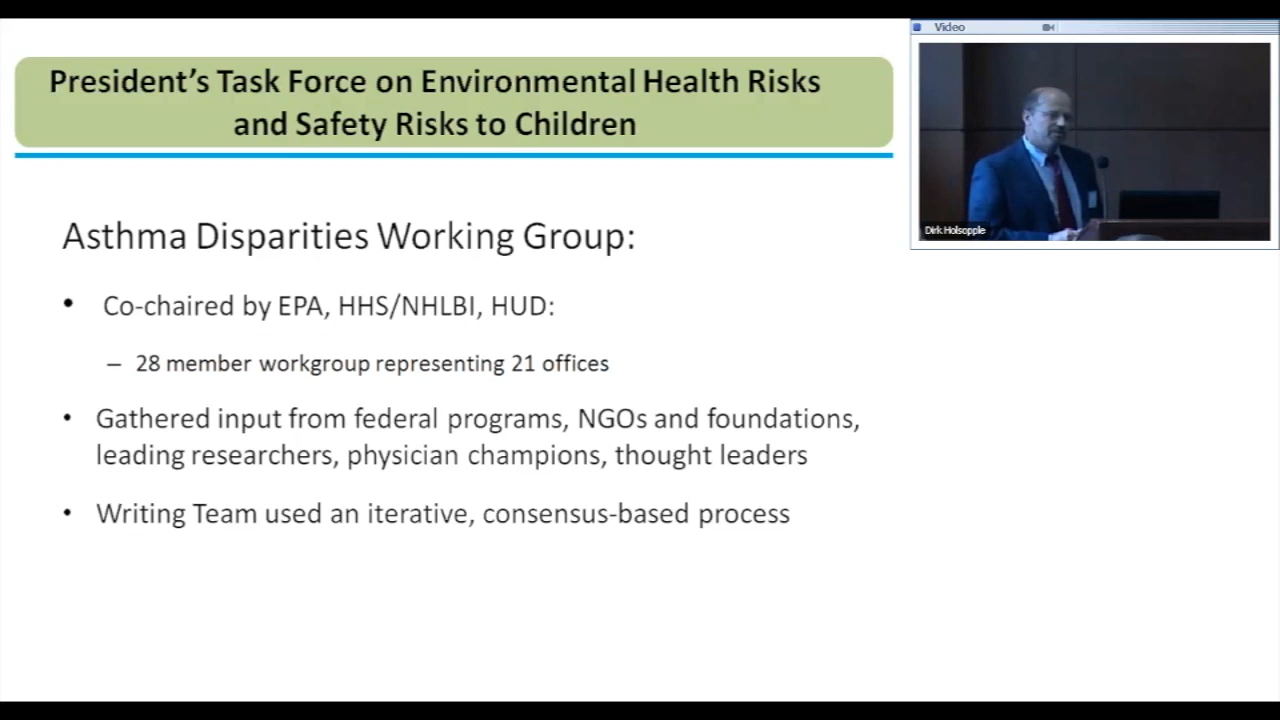 President's Task Force on Environmental Health Risks
and Safety Risks to Children
Video
Dirk Holsopple
Asthma Disparities Working Group:
• Co-chaired by EPA, HHS/NHLBI, HUD:
– 28 member workgroup representing 21 offices
• Gathered input from federal programs, NGOs and foundations,
leading researchers, physician champions, thought leaders
• Writing Team used an iterative, consensus-based process